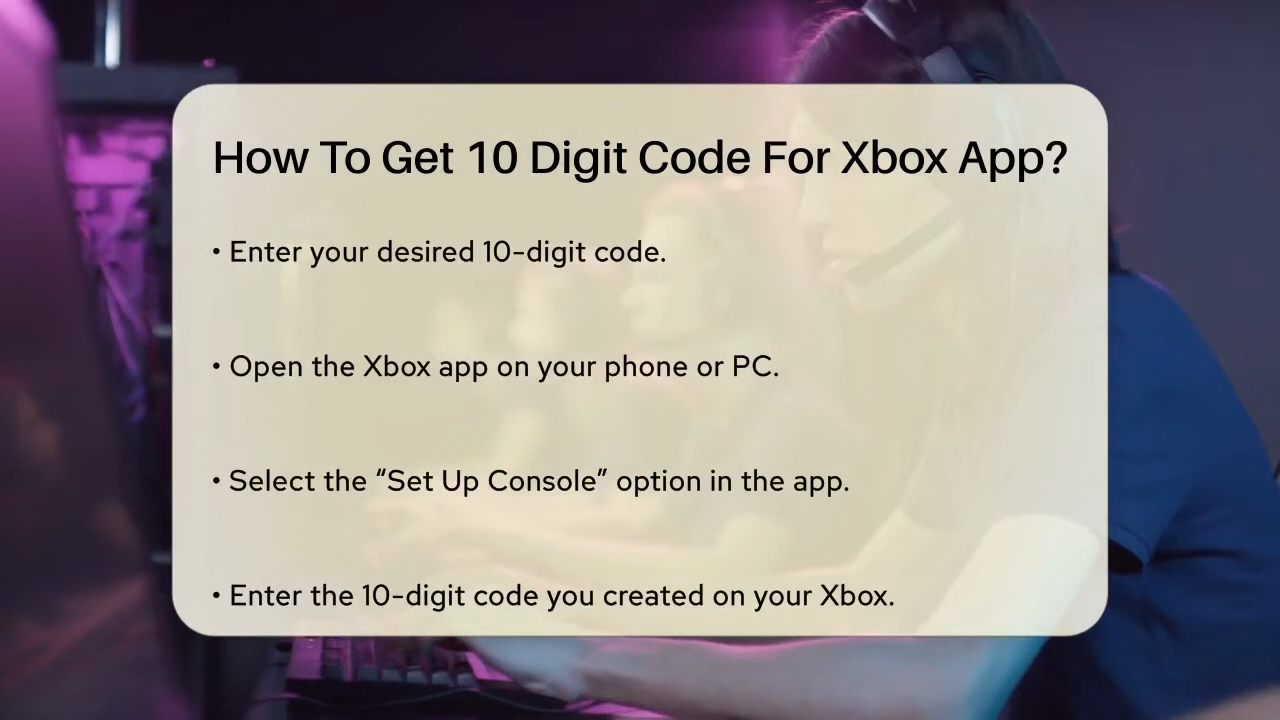 How To Get 10 Digit Code For Xbox App?
• Enter your desired 10-digit code.
• Open the Xbox app on your phone or PC.
• Select the “Set Up Console” option in the app.
• Enter the 10-digit code you created on your Xbox.